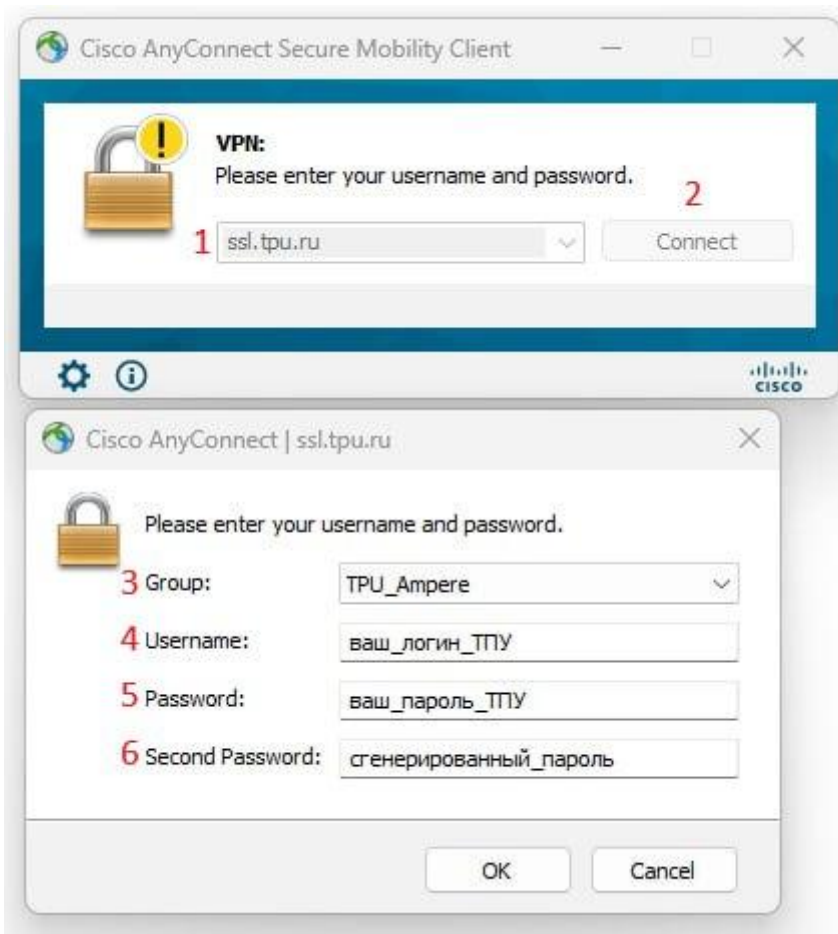 Cisco AnyConnect Secure Mobility Client
VPN:
Please enter your username and password.
2
1 ssl.tpu.ru Connect
cisco
Cisco AnyConnect | ssl.tpu.ru
Please enter your username and password.
3 Group: TPU_Ampere
4 Username: ваш_логин_ТПУ
5 Password: ваш_пароль_ТПУ
6 Second Password: сгенерированный_пароль
OK Cancel